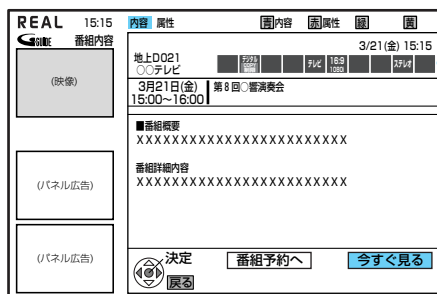 REAL 15:15 内容 属性 青内容 赤属性 緑 黄
GGUIDE 番組内容
3/21(金) 15:15
地上D021
○○テレビ
テレビ 16:9 1080i ステレオ
(映像)
3月21日(金) 第8回○響演奏会
15:00~16:00
■番組概要
XXXXXXXXXXXXXXXXXXXXXXXXX
番組詳細内容
XXXXXXXXXXXXXXXXXXXXXXXXX
(パネル広告)
(パネル広告)
決定 番組予約へ 今すぐ見る
戻る